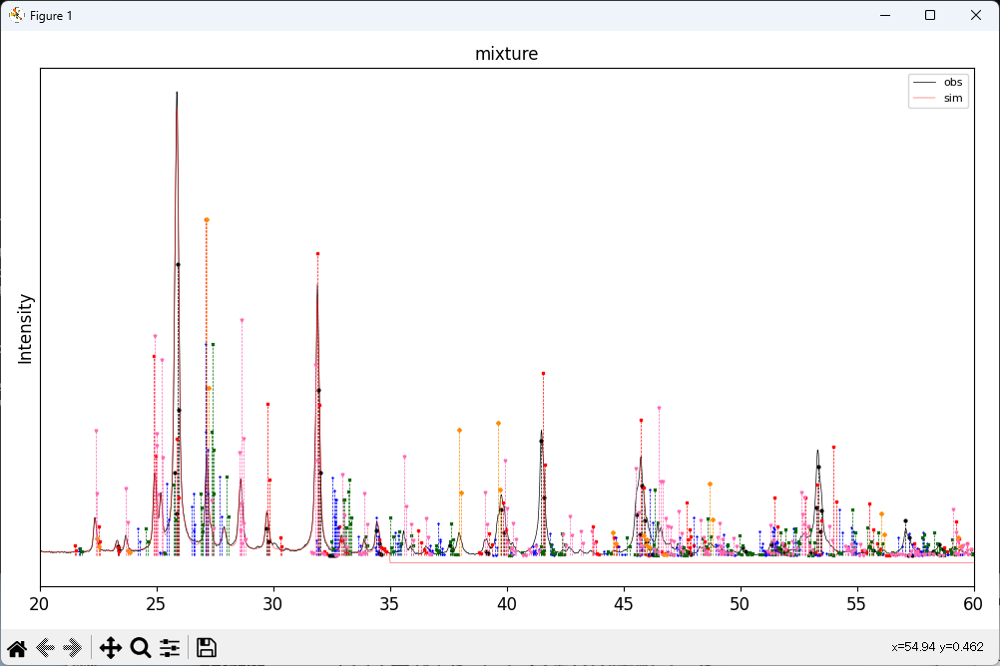 Figure 1
mixture
obs
sim
Intensity
20 25 30 35 40 45 50 55 60
x=54.94 y=0.462